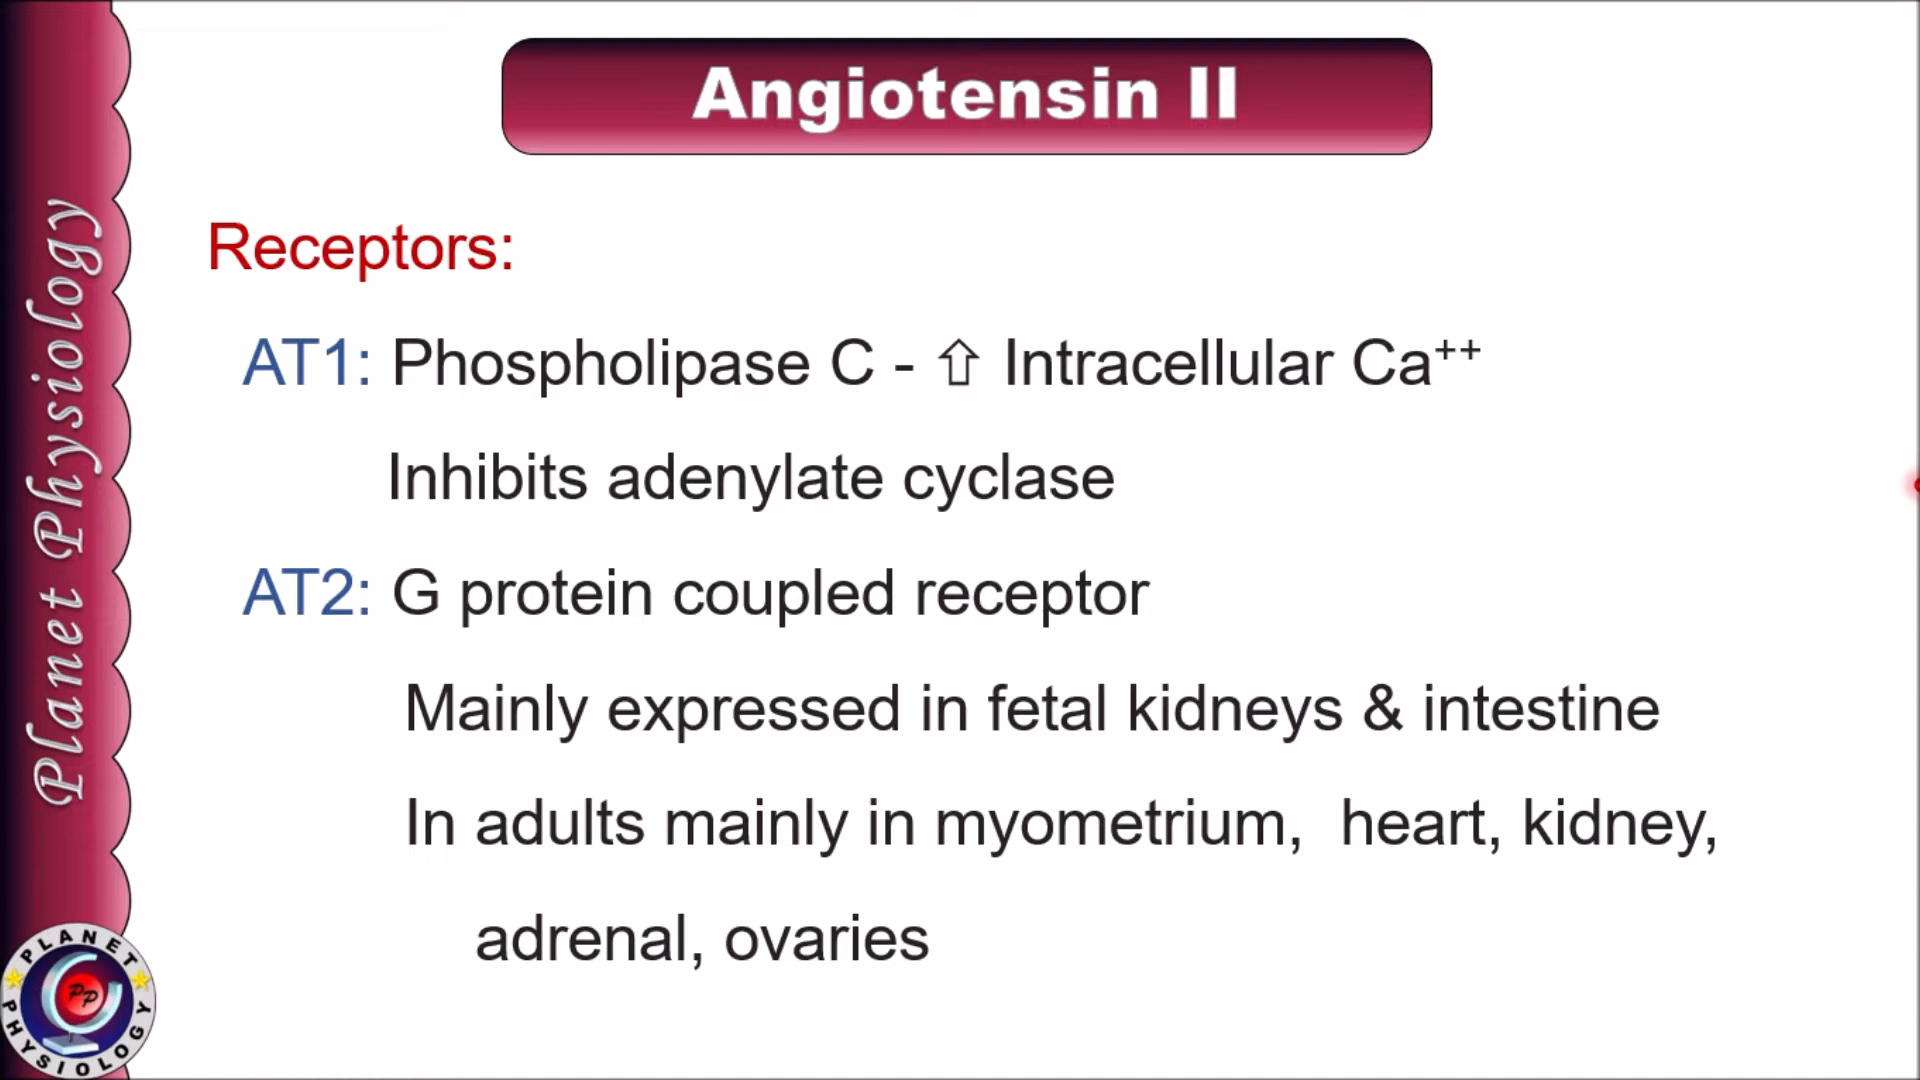 Angiotensin II
Receptors:
AT1: Phospholipase C - ⇧ Intracellular Ca⁺⁺
Inhibits adenylate cyclase
AT2: G protein coupled receptor
Mainly expressed in fetal kidneys & intestine
In adults mainly in myometrium,  heart, kidney,
adrenal, ovaries
Planet Physiology
PLANET
PP
PHYSIOLOGY